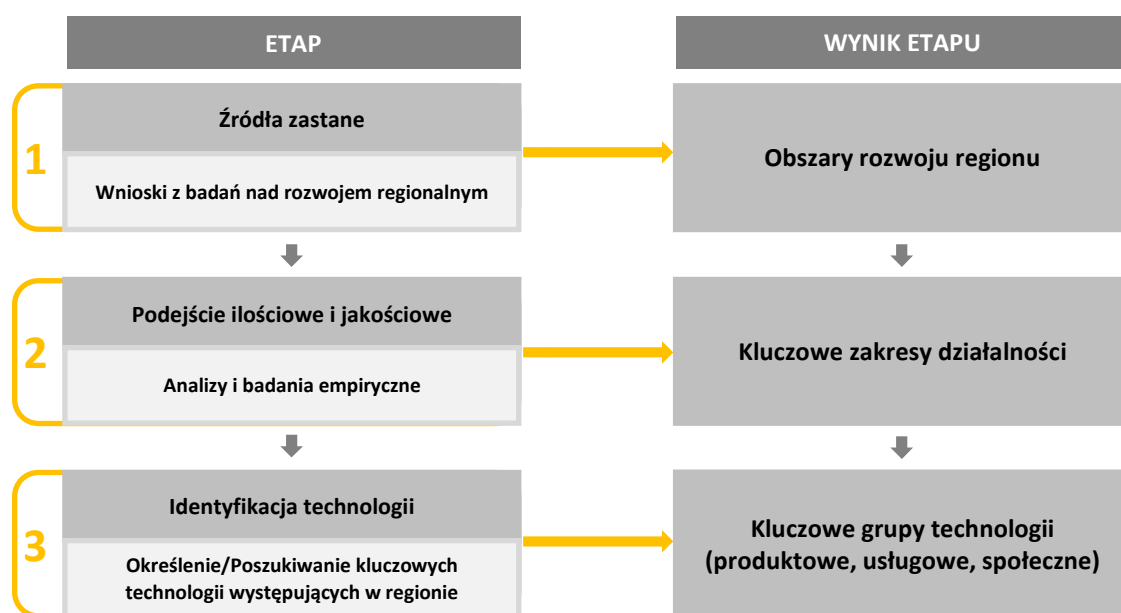 ETAP
WYNIK ETAPU
1
Źródła zastane
Wnioski z badań nad rozwojem regionalnym
Obszary rozwoju regionu
2
Podejście ilościowe i jakościowe
Analizy i badania empiryczne
Kluczowe zakresy działalności
3
Identyfikacja technologii
Określenie/Poszukiwanie kluczowych
technologii występujących w regionie
Kluczowe grupy technologii
(produktowe, usługowe, społeczne)